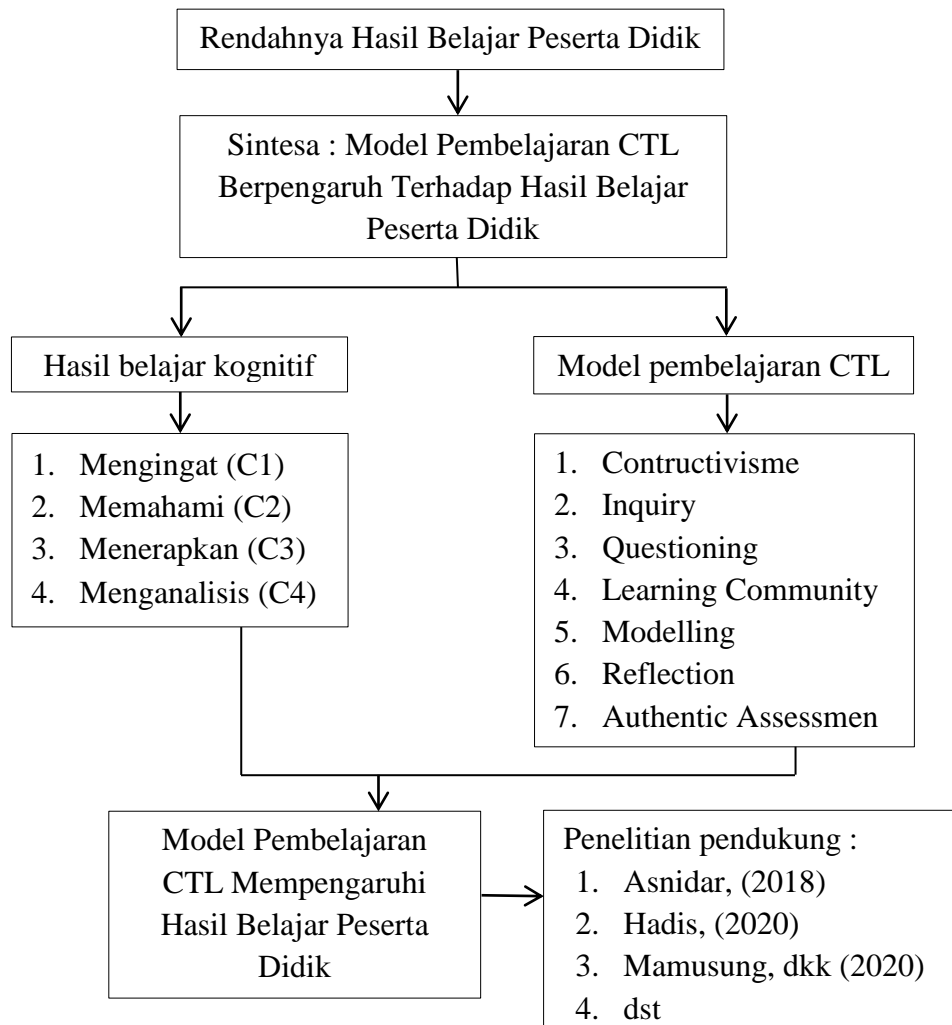 Rendahnya Hasil Belajar Peserta Didik
Sintesa : Model Pembelajaran CTL
Berpengaruh Terhadap Hasil Belajar
Peserta Didik
Hasil belajar kognitif
1. Mengingat (C1)
2. Memahami (C2)
3. Menerapkan (C3)
4. Menganalisis (C4)
Model pembelajaran CTL
1. Contructivisme
2. Inquiry
3. Questioning
4. Learning Community
5. Modelling
6. Reflection
7. Authentic Assessmen
Model Pembelajaran
CTL Mempengaruhi
Hasil Belajar Peserta
Didik
Penelitian pendukung :
1. Asnidar, (2018)
2. Hadis, (2020)
3. Mamusung, dkk (2020)
4. dst